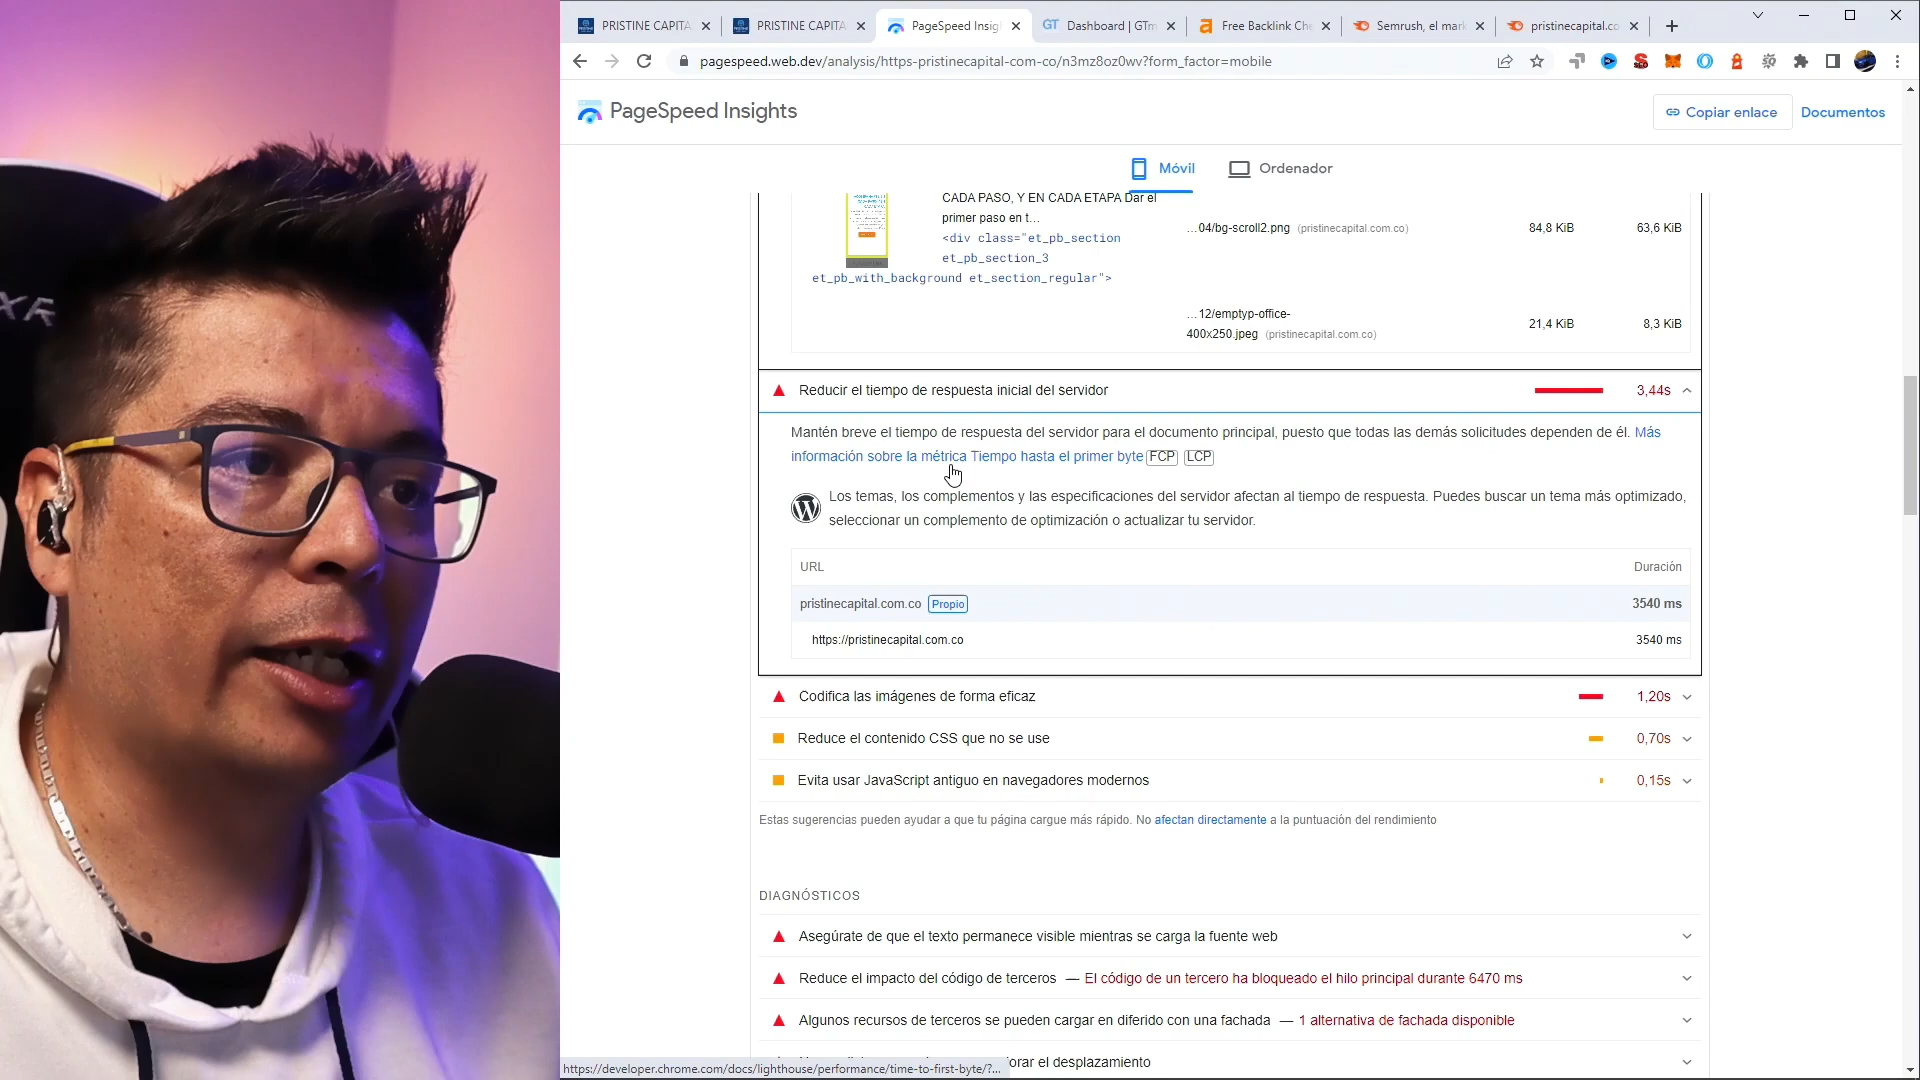 PRISTINE CAPITA
PRISTINE CAPITA
PageSpeed Insig
GT Dashboard | GTm
Free Backlink Che
Semrush, el mark
pristinecapital.co
pagespeed.web.dev/analysis/https-pristinecapital-com-co/n3mz8oz0wv?form_factor=mobile
PageSpeed Insights
Copiar enlace
Documentos
Móvil
Ordenador
CADA PASO, Y EN CADA ETAPA Dar el
primer paso en t...
<div class="et_pb_section
et_pb_section_3
et_pb_with_background et_section_regular">
…04/bg-scroll2.png (pristinecapital.com.co) 84,8 KiB 63,6 KiB
…12/emptyp-office-
400x250.jpeg (pristinecapital.com.co) 21,4 KiB 8,3 KiB
Reducir el tiempo de respuesta inicial del servidor 3,44s
Mantén breve el tiempo de respuesta del servidor para el documento principal, puesto que todas las demás solicitudes dependen de él. Más
información sobre la métrica Tiempo hasta el primer byte FCP LCP
Los temas, los complementos y las especificaciones del servidor afectan al tiempo de respuesta. Puedes buscar un tema más optimizado,
seleccionar un complemento de optimización o actualizar tu servidor.
URL Duración
pristinecapital.com.co Propio 3540 ms
https://pristinecapital.com.co 3540 ms
Codifica las imágenes de forma eficaz 1,20s
Reduce el contenido CSS que no se use 0,70s
Evita usar JavaScript antiguo en navegadores modernos 0,15s
Estas sugerencias pueden ayudar a que tu página cargue más rápido. No afectan directamente a la puntuación del rendimiento
DIAGNÓSTICOS
Asegúrate de que el texto permanece visible mientras se carga la fuente web
Reduce el impacto del código de terceros — El código de un tercero ha bloqueado el hilo principal durante 6470 ms
Algunos recursos de terceros se pueden cargar en diferido con una fachada — 1 alternativa de fachada disponible
orar el desplazamiento
https://developer.chrome.com/docs/lighthouse/performance/time-to-first-byte/?...
XR